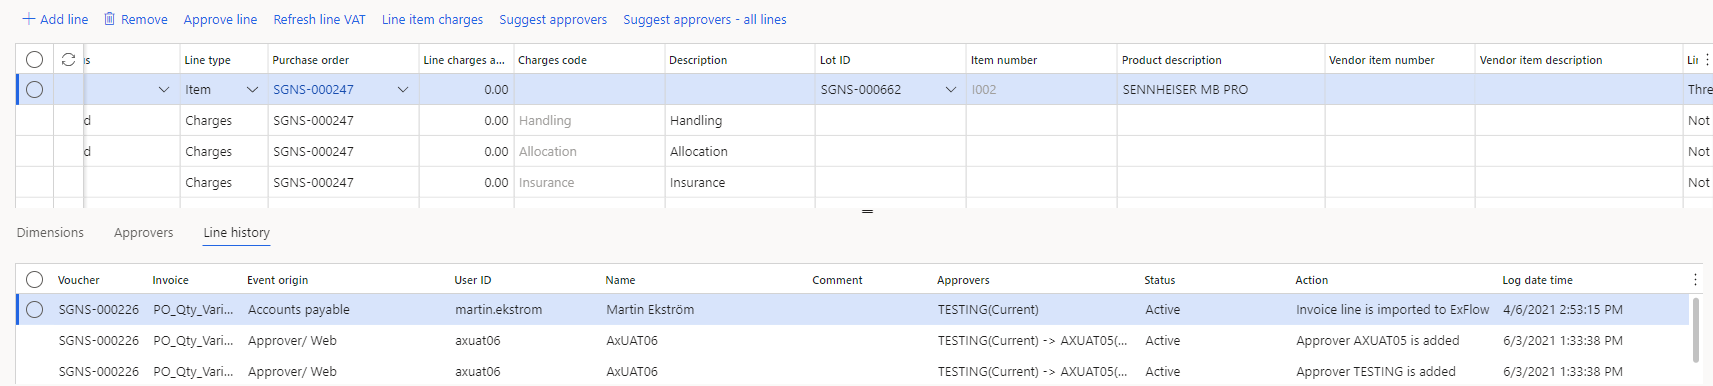 Add line Remove Approve line Refresh line VAT Line item charges Suggest approvers Suggest approvers - all lines
s Line type Purchase order Line charges a... Charges code Description Lot ID Item number Product description Vendor item number Vendor item description Lir
Item SGNS-000247 0.00 SGNS-000662 I002 SENNHEISER MB PRO Thre
d Charges SGNS-000247 0.00 Handling Handling Not
d Charges SGNS-000247 0.00 Allocation Allocation Not
Charges SGNS-000247 0.00 Insurance Insurance Not
Dimensions Approvers Line history
Voucher Invoice Event origin User ID Name Comment Approvers Status Action Log date time
SGNS-000226 PO_Qty_Vari... Accounts payable martin.ekstrom Martin Ekström TESTING(Current) Active Invoice line is imported to ExFlow 4/6/2021 2:53:15 PM
SGNS-000226 PO_Qty_Vari... Approver/ Web axuat06 AxUAT06 TESTING(Current) -> AXUAT05(... Active Approver AXUAT05 is added 6/3/2021 1:33:38 PM
SGNS-000226 PO_Qty_Vari... Approver/ Web axuat06 AxUAT06 TESTING(Current) -> AXUAT05(... Active Approver TESTING is added 6/3/2021 1:33:38 PM